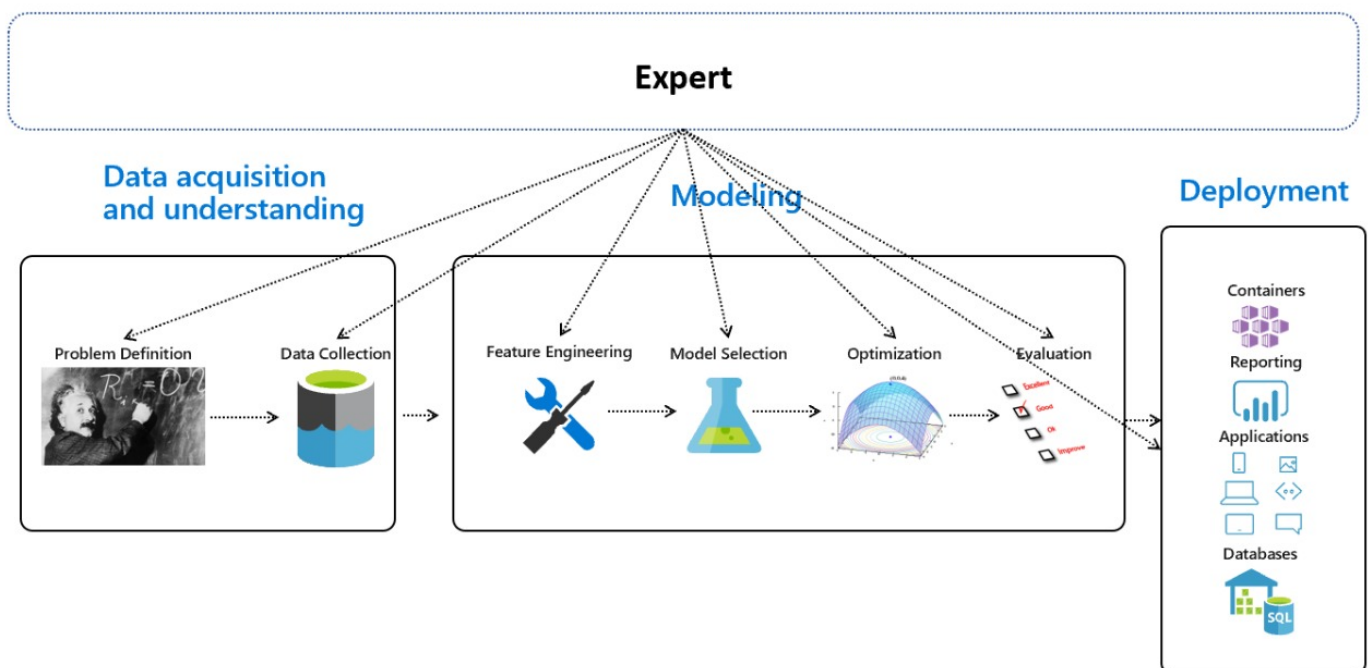 Expert
Data acquisition
and understanding
Modeling
Deployment
Problem Definition
Data Collection
Feature Engineering
Model Selection
Optimization
Evaluation
Excellent
Good
Ok
Improve
Containers
Reporting
Applications
Databases
SQL